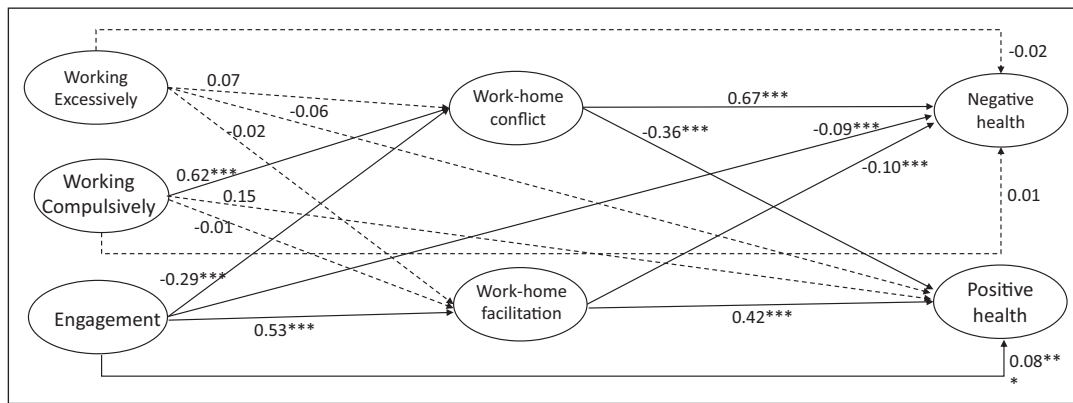 Working
Excessively
0.07
-0.02
-0.06
-0.02
Work-home
conflict
0.67***
-0.36***
-0.09***
-0.10***
Negative
health
Working
Compulsively
0.62***
0.15
-0.01
0.01
Engagement
-0.29***
0.53***
Work-home
facilitation
0.42***
Positive
health
0.08**
*